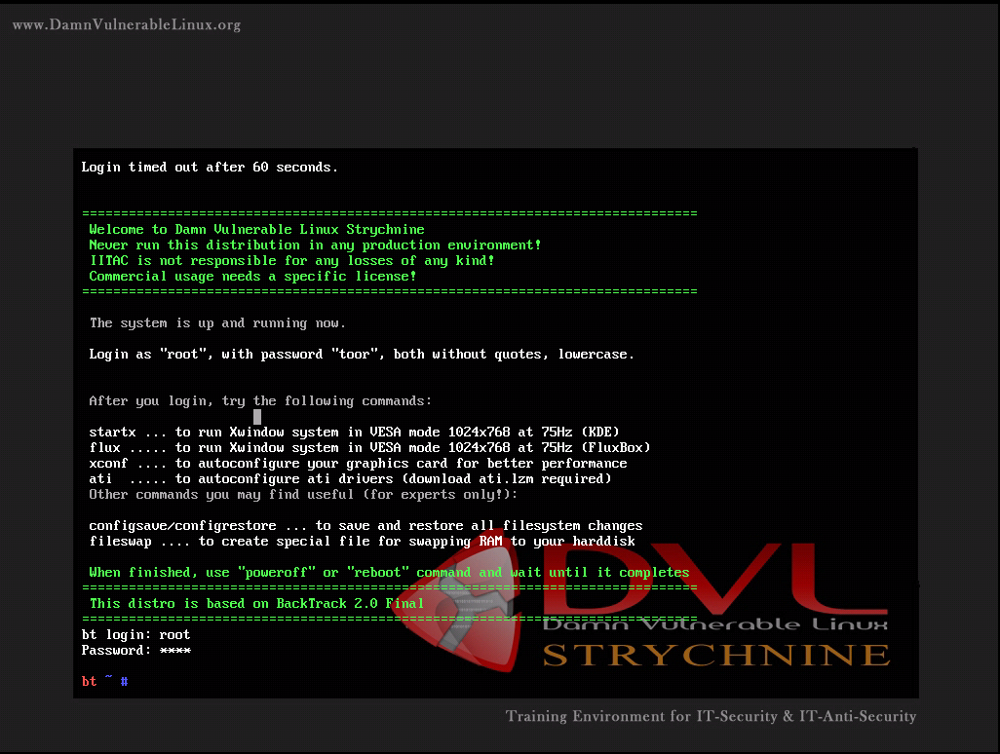 www.DamnVulnerableLinux.org
Login timed out after 60 seconds.
===============================================================================
Welcome to Damn Vulnerable Linux Strychnine
Never run this distribution in any production environment!
IITAC is not responsible for any losses of any kind!
Commercial usage needs a specific license!
===============================================================================
The system is up and running now.
Login as "root", with password "toor", both without quotes, lowercase.
After you login, try the following commands:
startx ... to run Xwindow system in VESA mode 1024x768 at 75Hz (KDE)
flux ..... to run Xwindow system in VESA mode 1024x768 at 75Hz (FluxBox)
xconf .... to autoconfigure your graphics card for better performance
ati  ..... to autoconfigure ati drivers (download ati.lzm required)
Other commands you may find useful (for experts only!):
configsave/configrestore ... to save and restore all filesystem changes
fileswap .... to create special file for swapping RAM to your harddisk
When finished, use "poweroff" or "reboot" command and wait until it completes
===============================================================================
This distro is based on BackTrack 2.0 Final
===============================================================================
bt login: root
Password: ****
bt ~ #
DVL
Damn Vulnerable Linux
STRYCHNINE
Training Environment for IT-Security & IT-Anti-Security